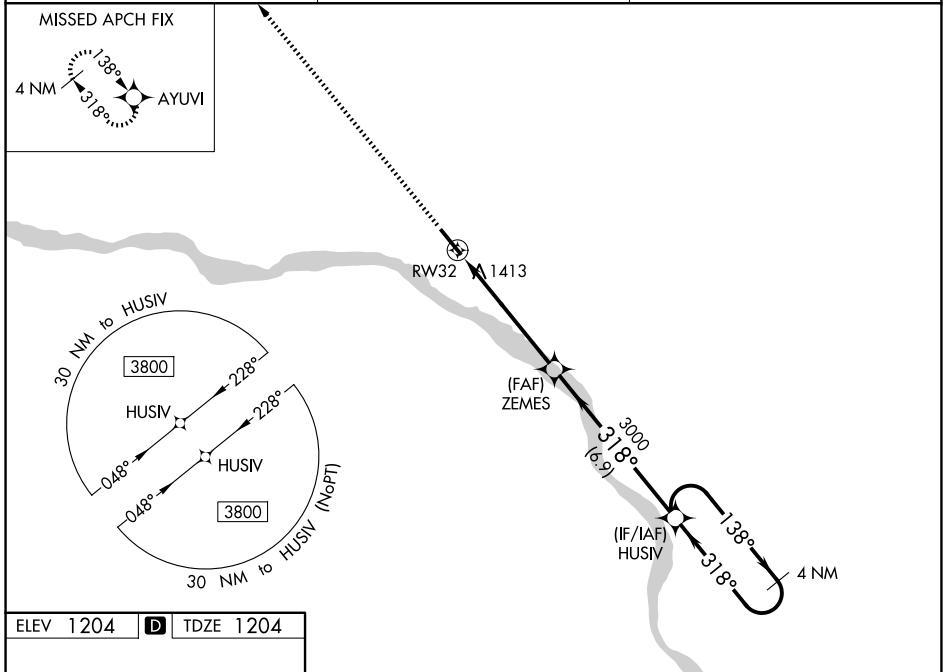 MISSED APCH FIX
138°
4 NM
318°
AYUVI
RW32
1413
30 NM to HUSIV
3800
228°
HUSIV
048°
228°
HUSIV
048°
3800
30 NM to HUSIV (NoPT)
(FAF)
ZEMES
3000
318°
(6.9)
(IF/IAF)
HUSIV
138°
318°
4 NM
ELEV 1204 D TDZE 1204